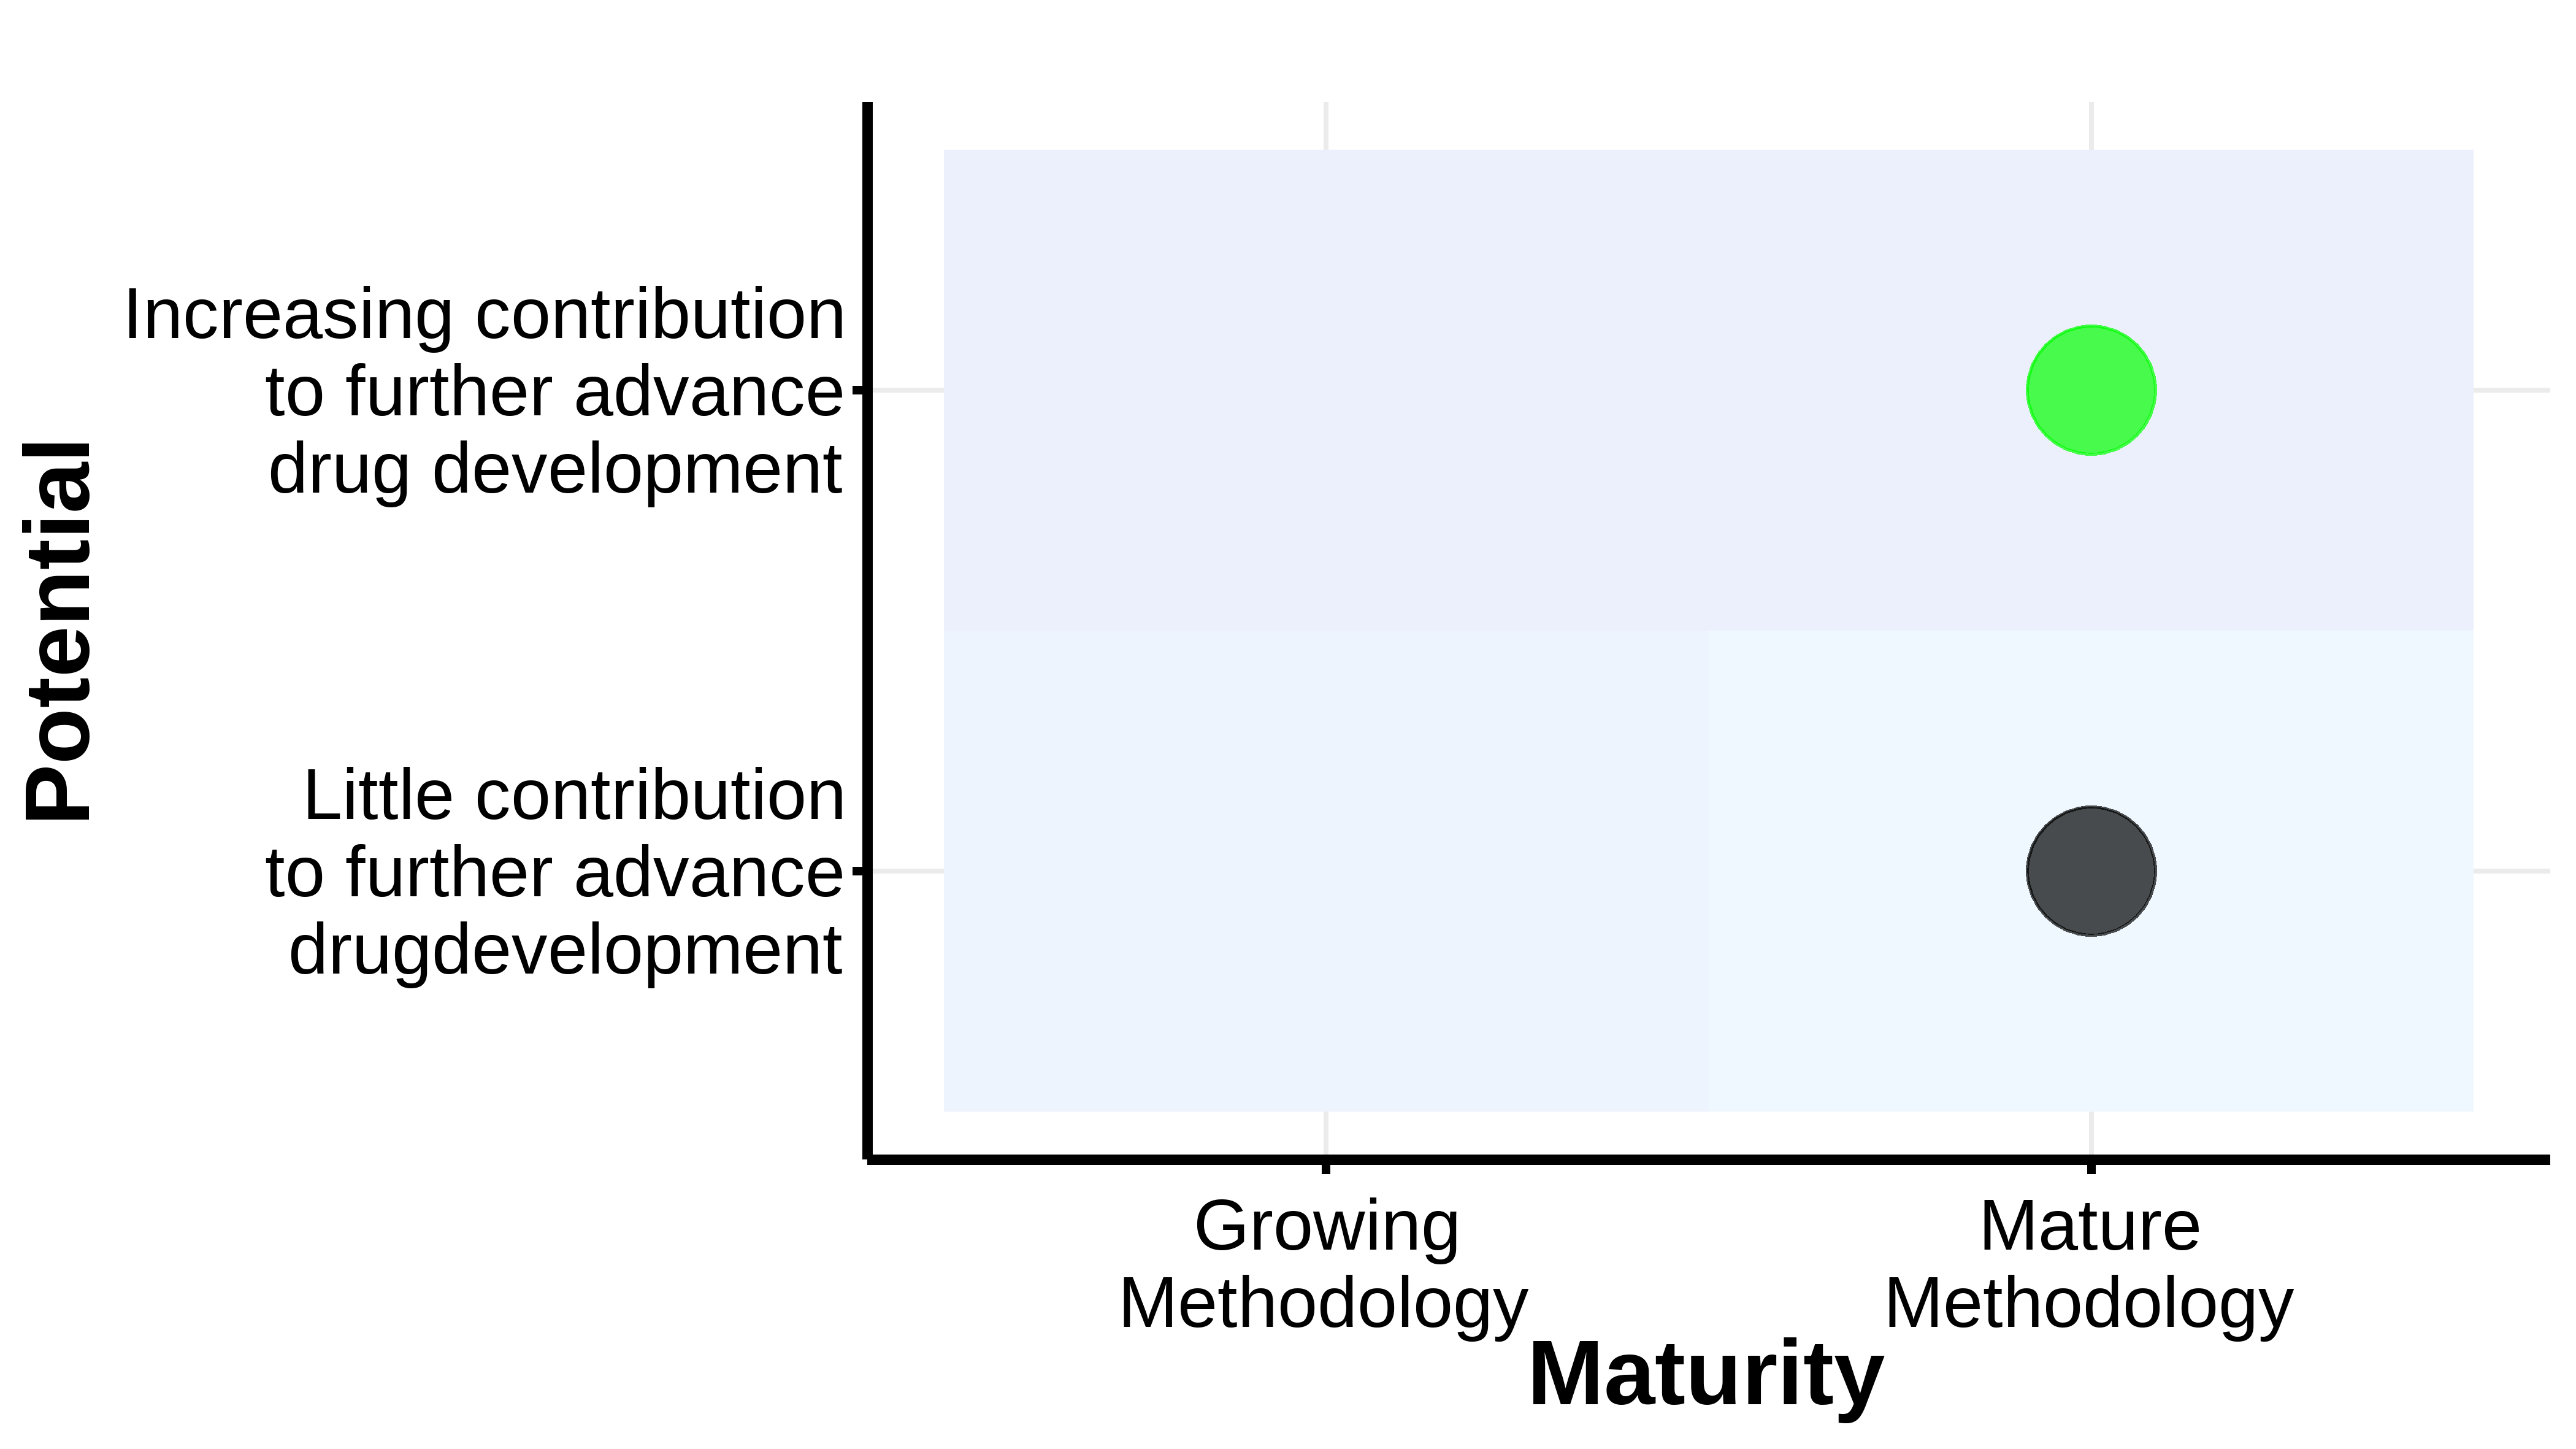 Potential
Increasing contribution
to further advance
drug development
Little contribution
to further advance
drugdevelopment
Growing
Methodology
Mature
Methodology
Maturity